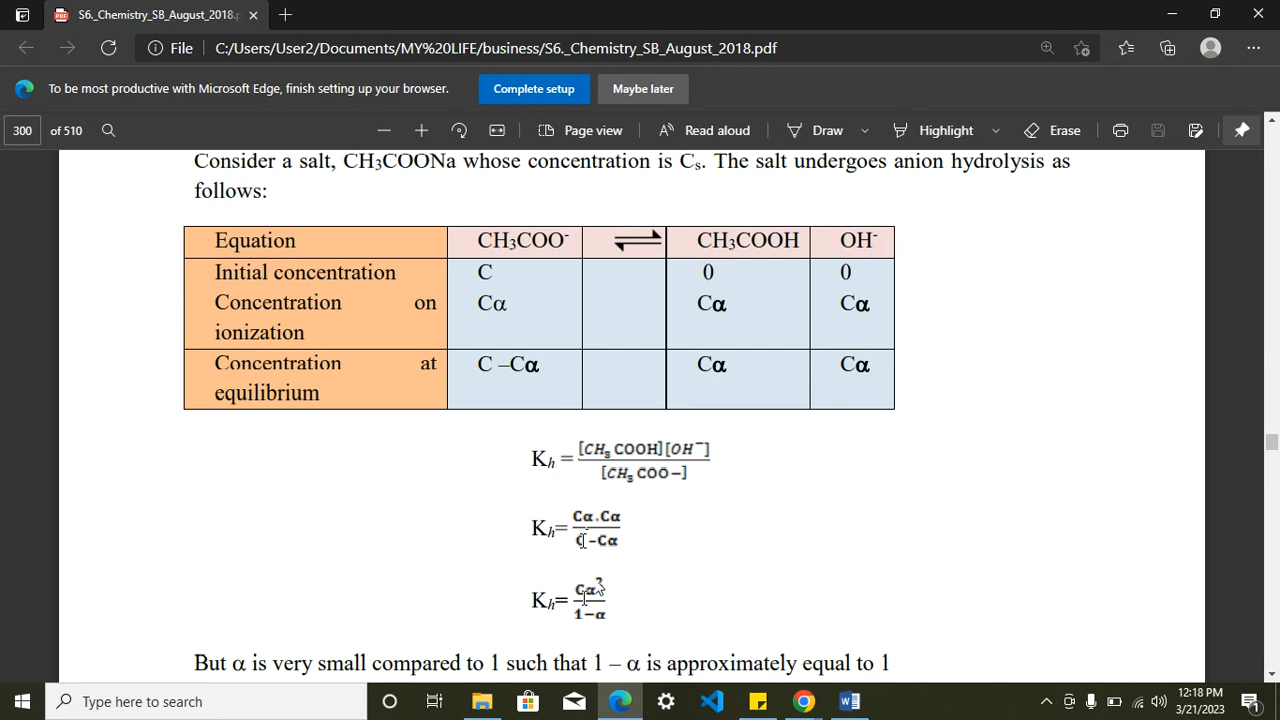 S6._Chemistry_SB_August_2018.p
File C:/Users/User2/Documents/MY%20LIFE/business/S6._Chemistry_SB_August_2018.pdf
To be most productive with Microsoft Edge, finish setting up your browser. Complete setup Maybe later
300 of 510 Page view Read aloud Draw Highlight Erase
Consider a salt, CH₃COONa whose concentration is Cₛ. The salt undergoes anion hydrolysis as
follows:
Equation CH₃COO⁻ ⇌ CH₃COOH OH⁻
Initial concentration C 0 0
Concentration on Cα Cα Cα
ionization
Concentration at C –Cα Cα Cα
equilibrium
Kh = [CH₃ COOH][OH⁻] / [CH₃ COO−]
Kh= Cα.Cα / C−Cα
Kh= Cα² / 1−α
But α is very small compared to 1 such that 1 – α is approximately equal to 1
Type here to search
12:18 PM
3/21/2023
1